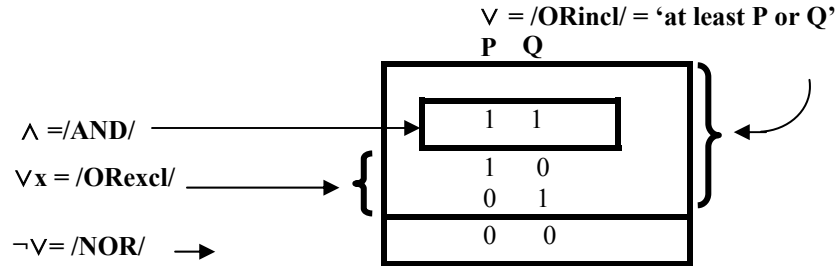 ∨ = /ORincl/ = ‘at least P or Q’
P Q
∧ =/AND/ 1 1
1 0
∨x = /ORexcl/
0 1
¬∨= /NOR/ 0 0